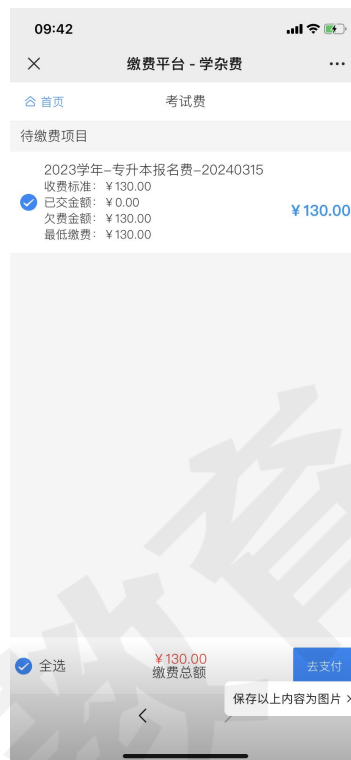 09:42
缴费平台 - 学杂费
首页
考试费
待缴费项目
2023学年-专升本报名费-20240315
收费标准: ¥130.00
已交金额: ¥0.00
欠费金额: ¥130.00
最低缴费: ¥130.00
¥130.00
全选
¥130.00
缴费总额
去支付
保存以上内容为图片
教育